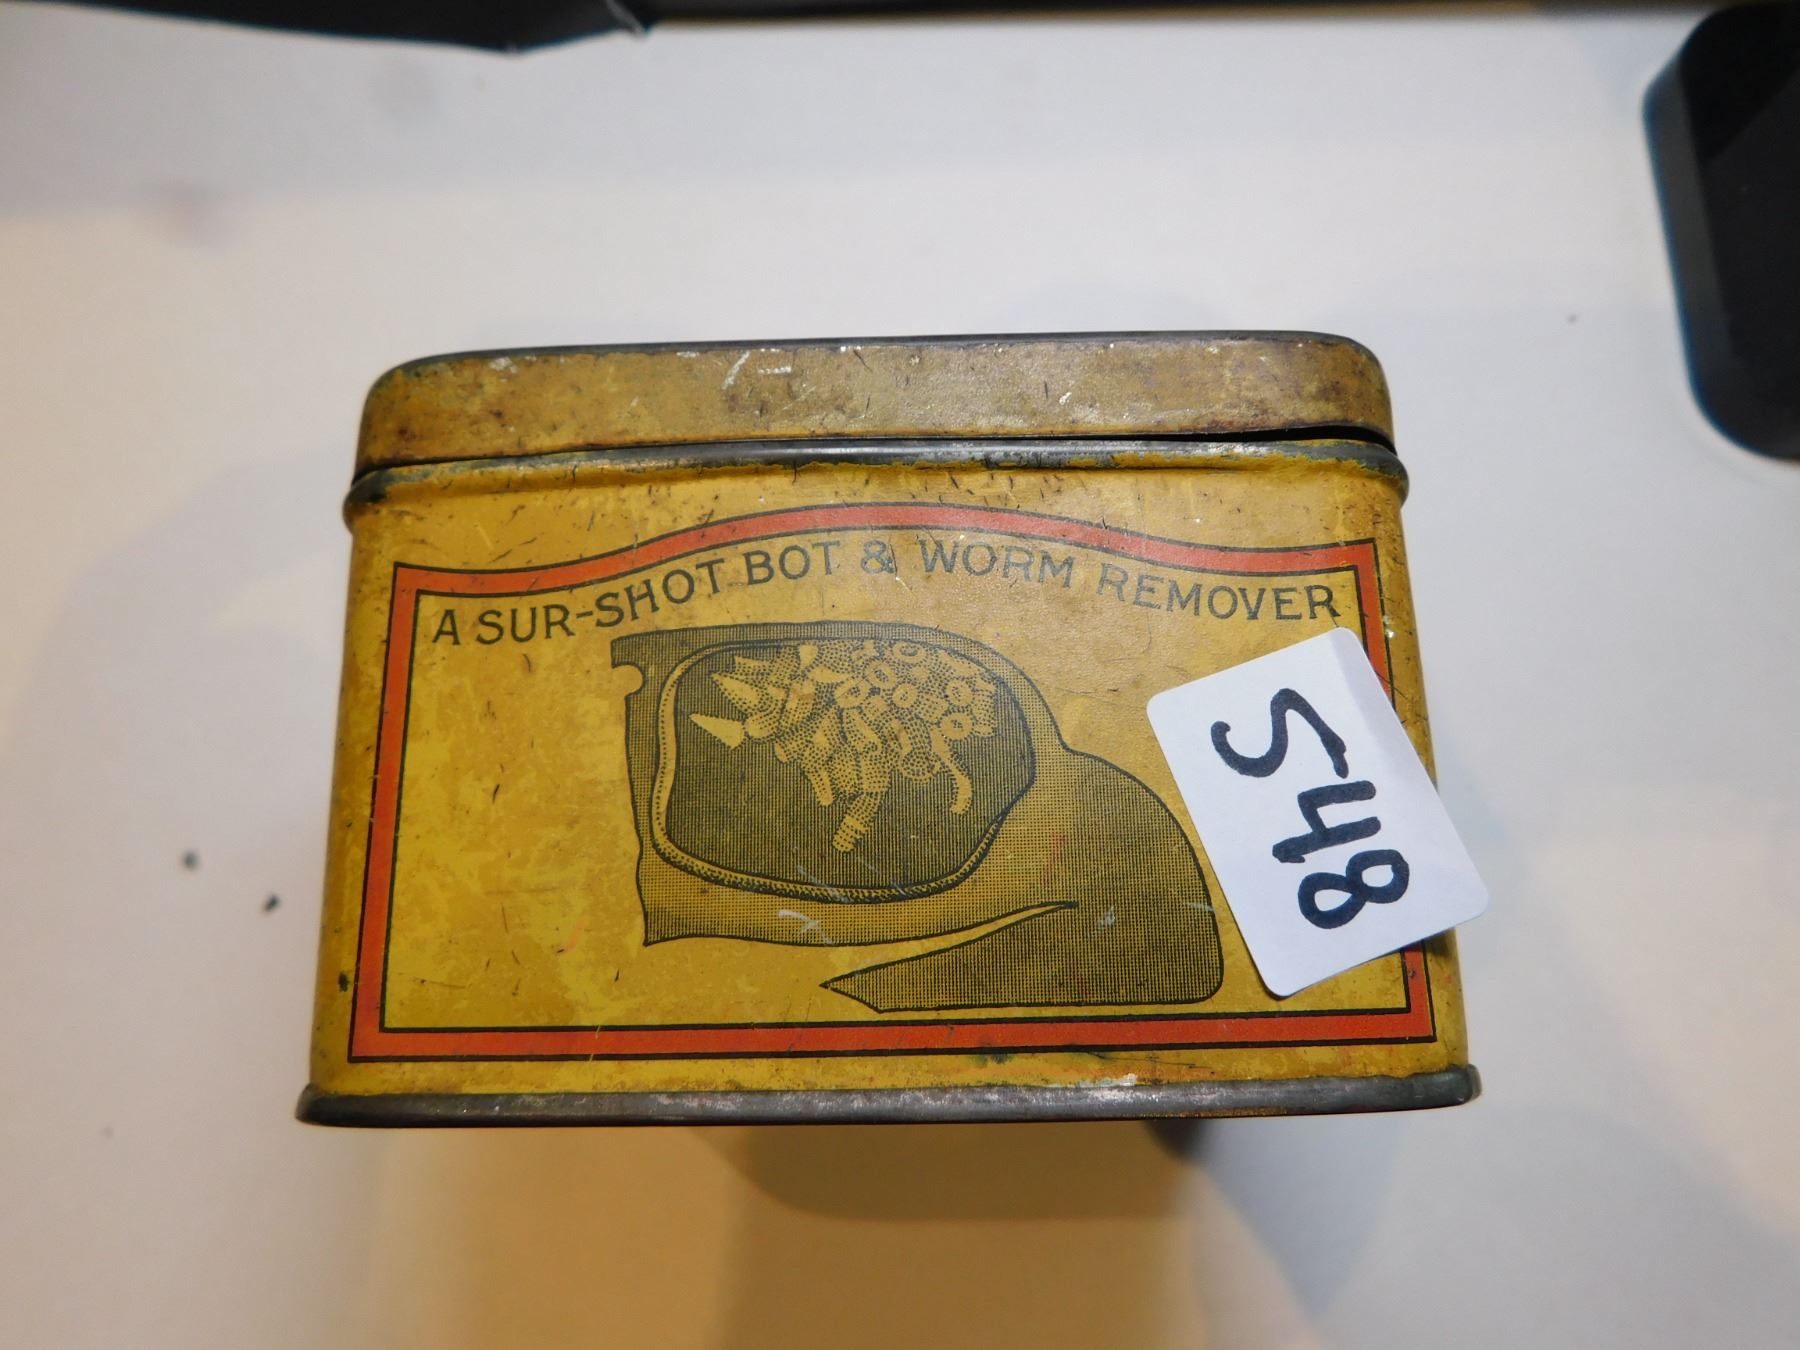 A SUR-SHOT BOT & WORM REMOVER
548